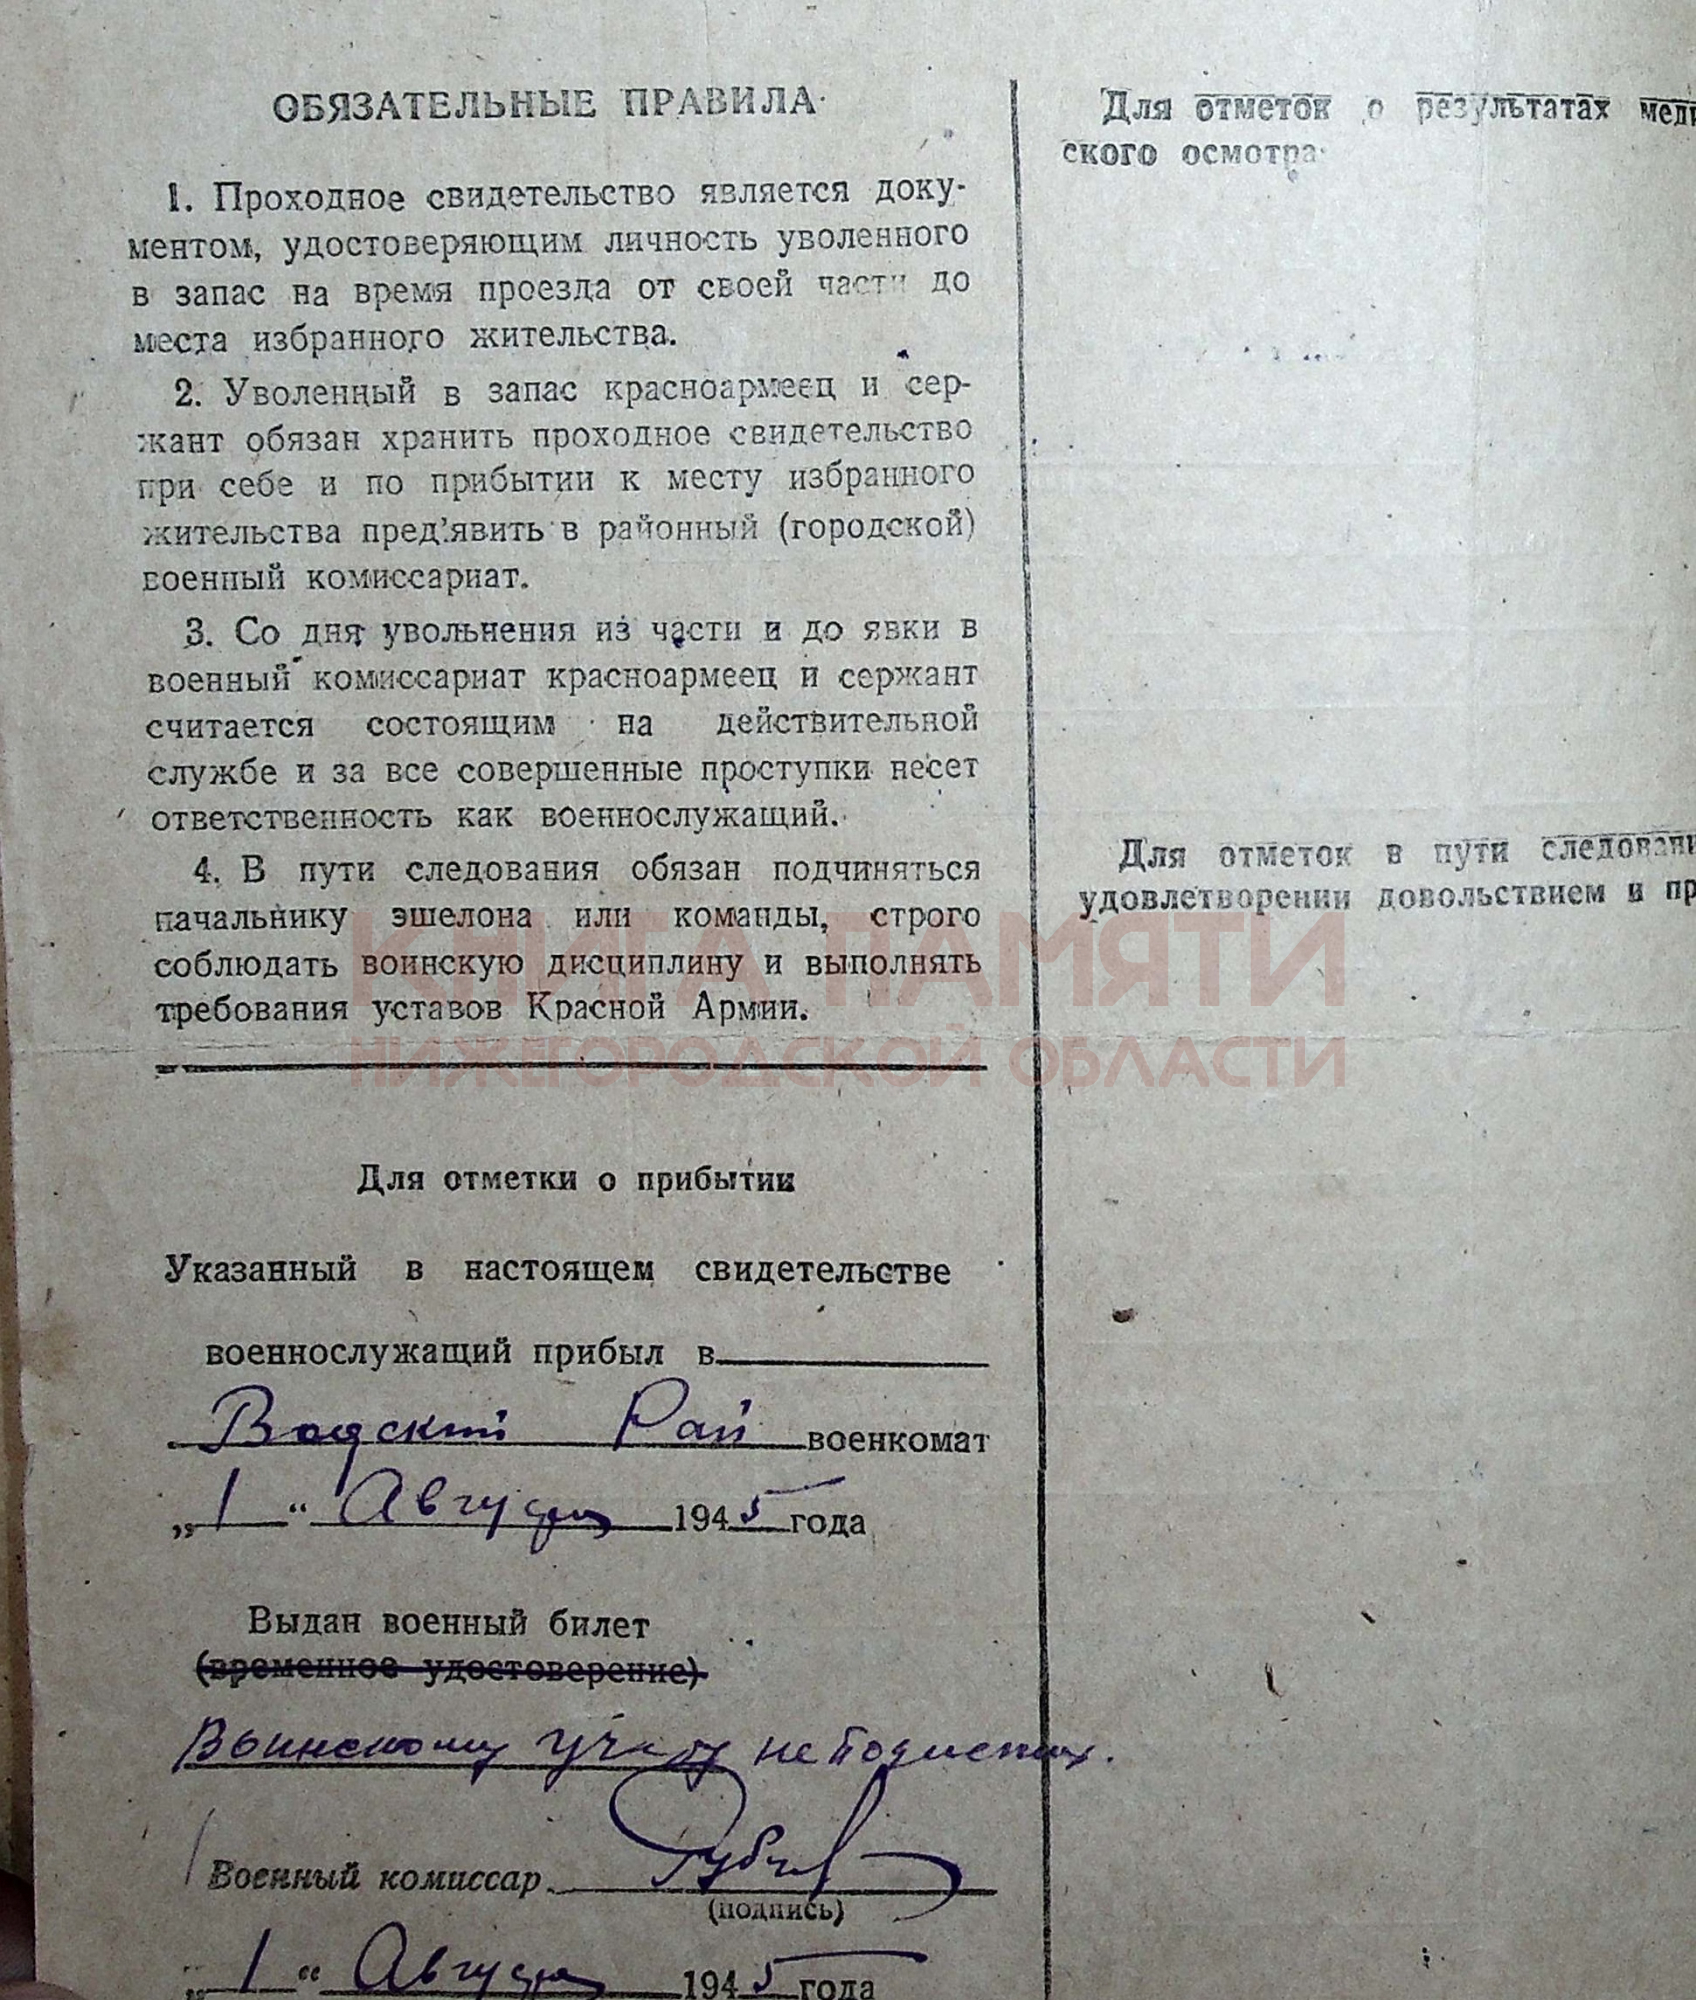 ОБЯЗАТЕЛЬНЫЕ ПРАВИЛА
1. Проходное свидетельство является доку-
ментом, удостоверяющим личность уволенного
в запас на время проезда от своей части до
места избранного жительства.
2. Уволенный в запас красноармеец и сер-
жант обязан хранить проходное свидетельство
при себе и по прибытии к месту избранного
жительства пред'явить в районный (городской)
военный комиссариат.
3. Со дня увольнения из части и до явки в
военный комиссариат красноармеец и сержант
считается состоящим на действительной
службе и за все совершенные проступки несет
ответственность как военнослужащий.
4. В пути следования обязан подчиняться
начальнику эшелона или команды, строго
соблюдать воинскую дисциплину и выполнять
требования уставов Красной Армии.
Для отметки о прибытии
Указанный в настоящем свидетельстве
военнослужащий прибыл в
Вадский Рай военкомат
„ 1 “ Августа 1945 года
Выдан военный билет
(временное удостоверение)
Воинскому учету не подлежит.
Военный комиссар
(подпись)
„ 1 “ Августа 1945 года
Для отметок о результатах меди
ского осмотра
Для отметок в пути следовани
удовлетворении довольствием и пр
КНИГА ПАМЯТИ
НИЖЕГОРОДСКОЙ ОБЛАСТИ